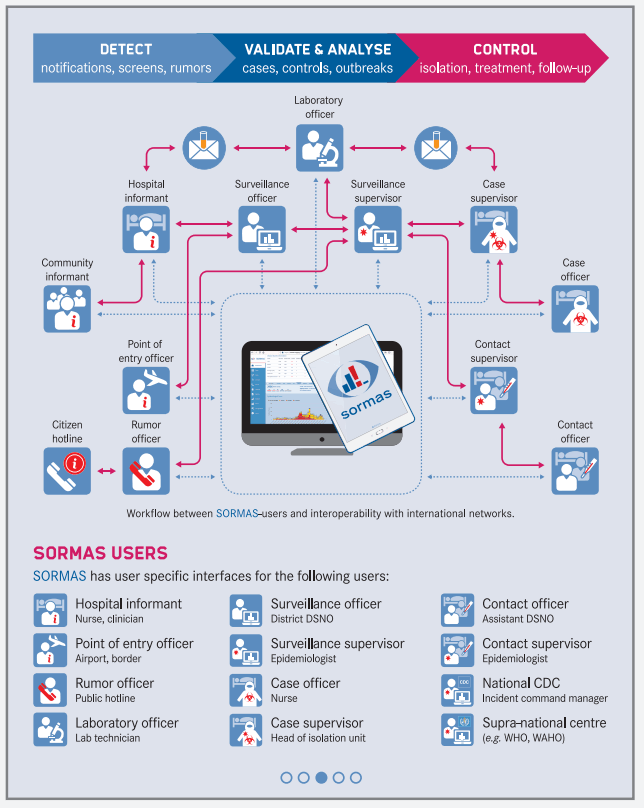 DETECT
notifications, screens, rumors
VALIDATE & ANALYSE
cases, controls, outbreaks
CONTROL
isolation, treatment, follow-up
Laboratory
officer
Hospital
informant
Surveillance
officer
Surveillance
supervisor
Case
supervisor
Community
informant
Case
officer
Point of
entry officer
Contact
supervisor
sormas
Citizen
hotline
Rumor
officer
Contact
officer
Workflow between SORMAS-users and interoperability with international networks.
SORMAS USERS
SORMAS has user specific interfaces for the following users:
Hospital informant
Nurse, clinician
Point of entry officer
Airport, border
Rumor officer
Public hotline
Laboratory officer
Lab technician
Surveillance officer
District DSNO
Surveillance supervisor
Epidemiologist
Case officer
Nurse
Case supervisor
Head of isolation unit
Contact officer
Assistant DSNO
Contact supervisor
Epidemiologist
CDC
National CDC
Incident command manager
Supra-national centre
(e.g. WHO, WAHO)